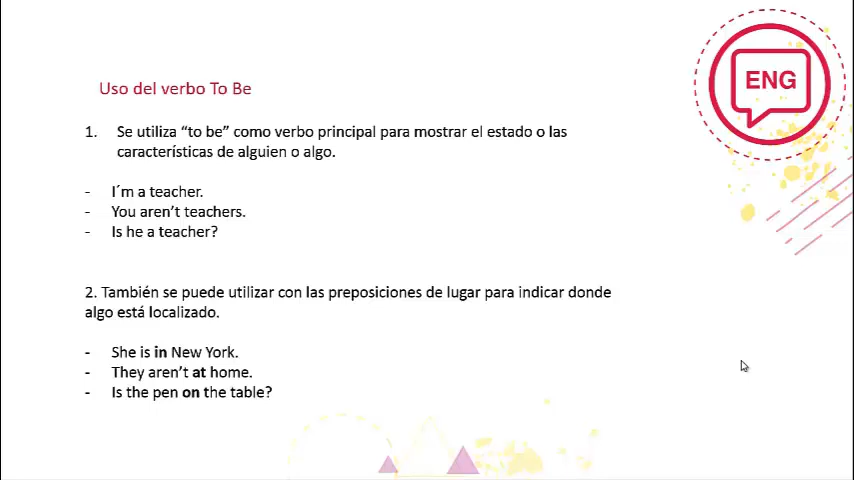 ENG
Uso del verbo To Be
1. Se utiliza “to be” como verbo principal para mostrar el estado o las
características de alguien o algo.
- I´m a teacher.
- You aren’t teachers.
- Is he a teacher?
2. También se puede utilizar con las preposiciones de lugar para indicar donde
algo está localizado.
- She is in New York.
- They aren’t at home.
- Is the pen on the table?